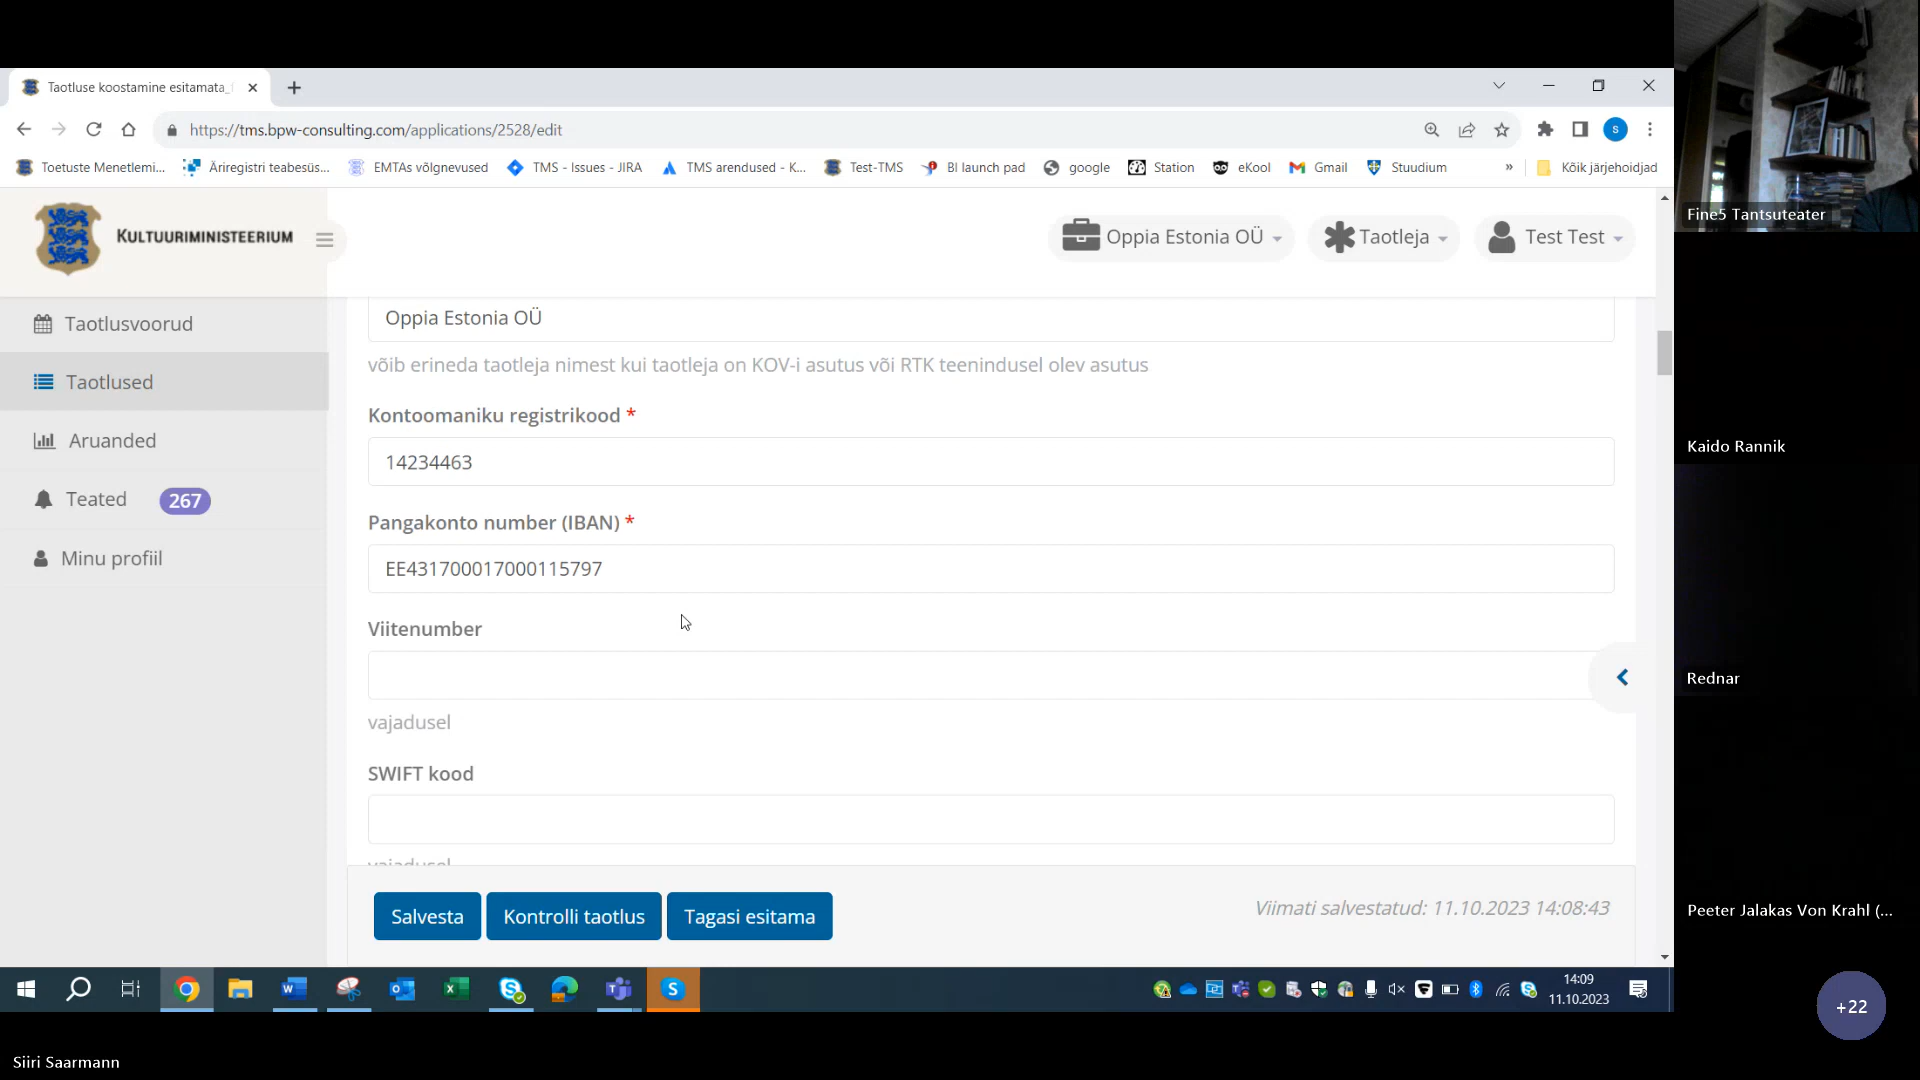 Taotluse koostamine esitamata_
https://tms.bpw-consulting.com/applications/2528/edit
S
Toetuste Menetlemi...
Äriregistri teabesüs...
EMTAs võlgnevused
TMS - Issues - JIRA
TMS arendused - K...
Test-TMS
BI launch pad
google
Station
eKool
Gmail
Stuudium
»
Kõik järjehoidjad
KULTUURIMINISTEERIUM
Oppia Estonia OÜ
Taotleja
Test Test
Taotlusvoorud
Taotlused
Aruanded
Teated 267
Minu profiil
Oppia Estonia OÜ
võib erineda taotleja nimest kui taotleja on KOV-i asutus või RTK teenindusel olev asutus
Kontoomaniku registrikood *
14234463
Pangakonto number (IBAN) *
EE431700017000115797
Viitenumber
vajadusel
SWIFT kood
vajadusel
Salvesta
Kontrolli taotlus
Tagasi esitama
Viimati salvestatud: 11.10.2023 14:08:43
14:09
11.10.2023
Fine5 Tantsuteater
Kaido Rannik
Rednar
Peeter Jalakas Von Krahl (...
+22
Siiri Saarmann